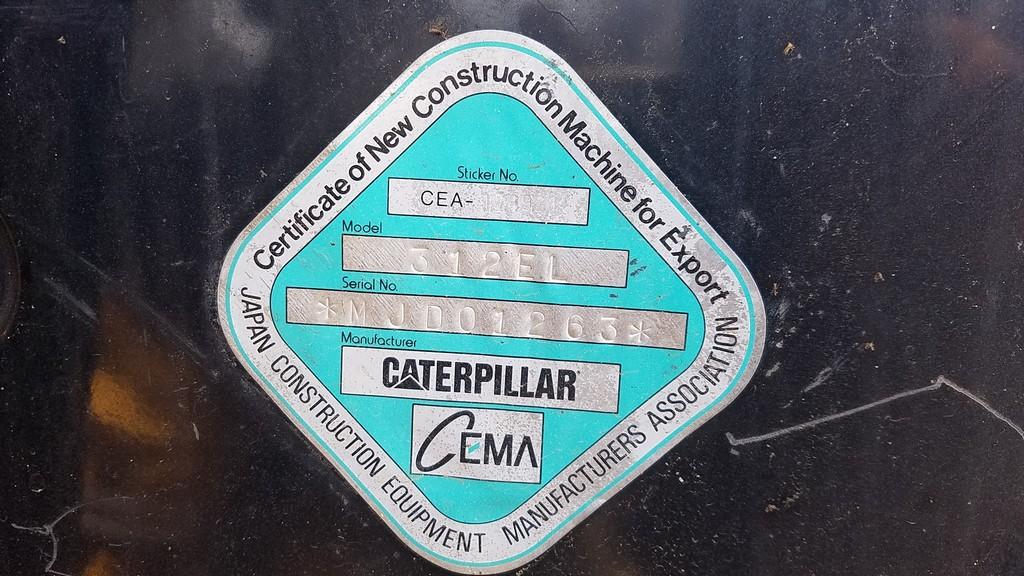 Certificate of New Construction Machine for Export
Sticker No.
CEA-
Model
312EL
Serial No.
*MJD01263*
Manufacturer
CATERPILLAR
CEMA
JAPAN CONSTRUCTION EQUIPMENT MANUFACTURERS ASSOCIATION